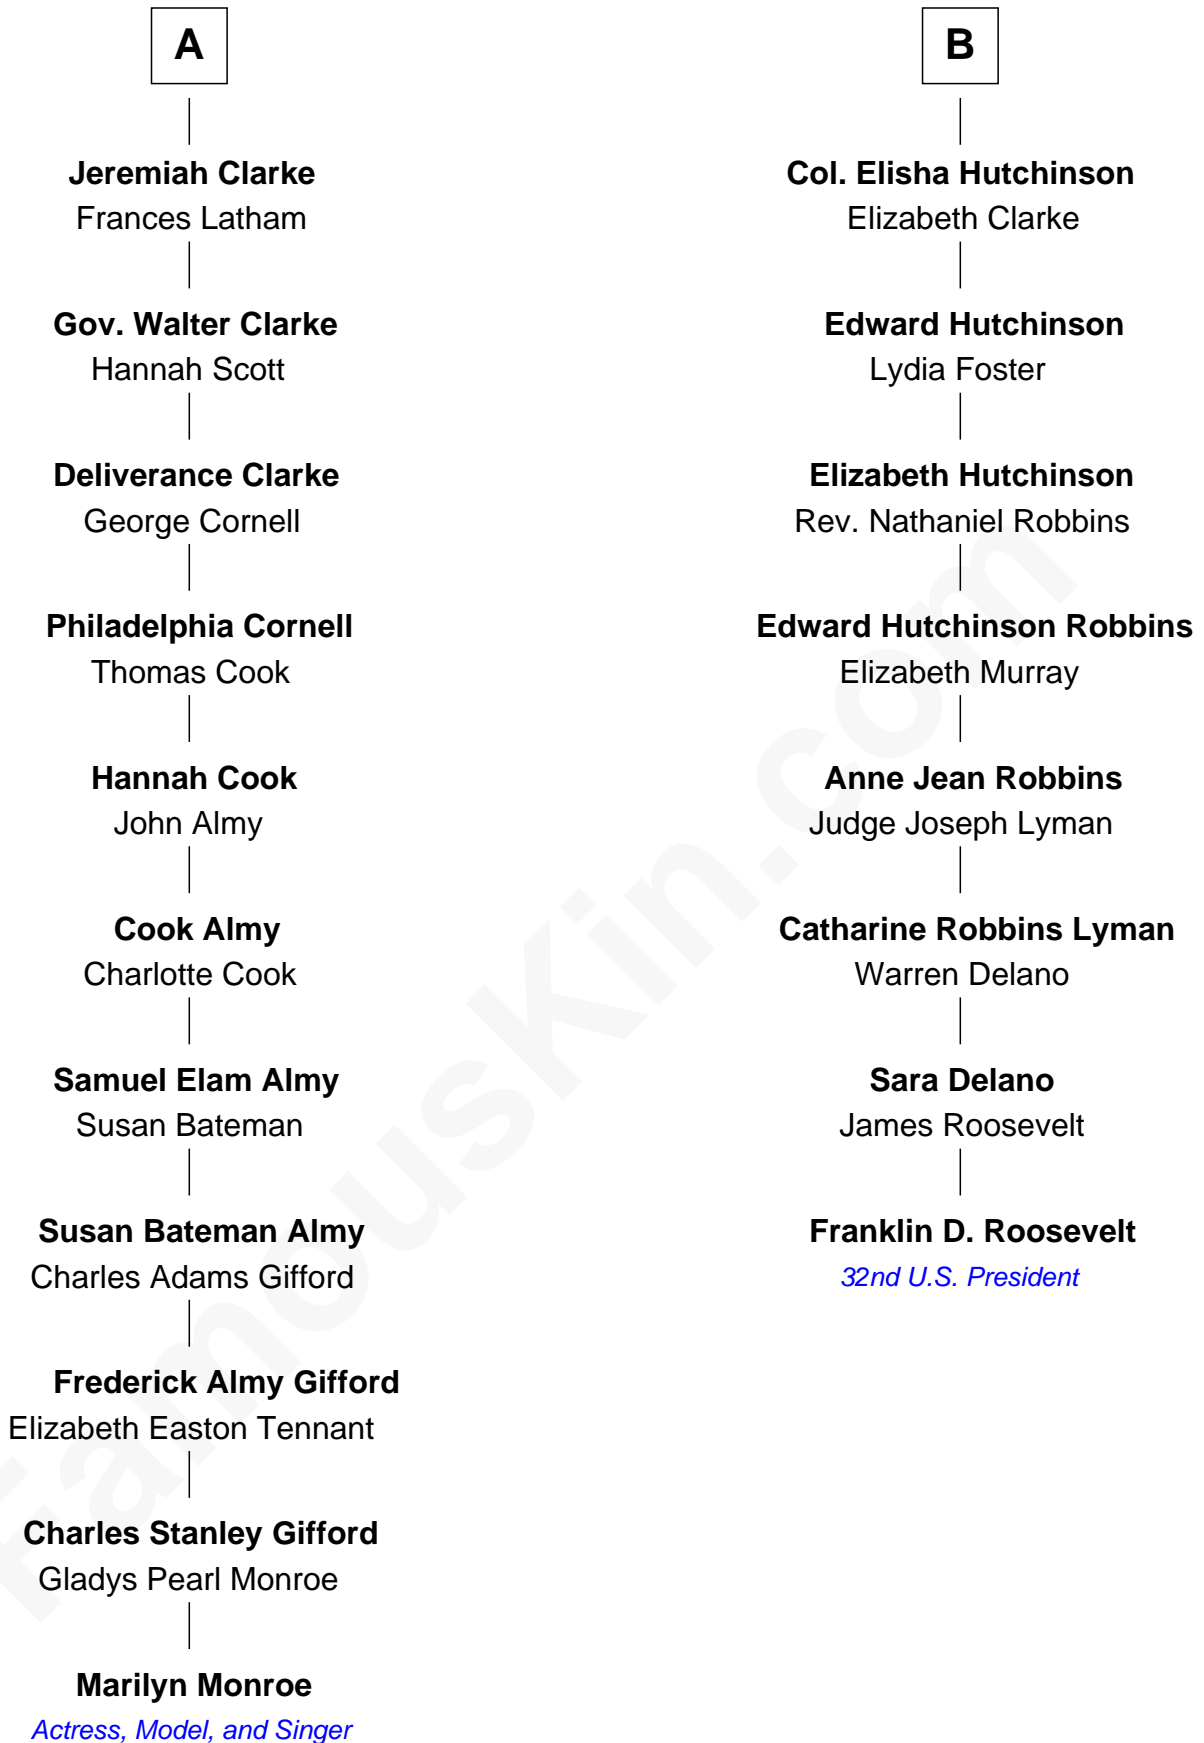 A
Jeremiah Clarke
Frances Latham
Gov. Walter Clarke
Hannah Scott
Deliverance Clarke
George Cornell
Philadelphia Cornell
Thomas Cook
Hannah Cook
John Almy
Cook Almy
Charlotte Cook
Samuel Elam Almy
Susan Bateman
Susan Bateman Almy
Charles Adams Gifford
Frederick Almy Gifford
Elizabeth Easton Tennant
Charles Stanley Gifford
Gladys Pearl Monroe
Marilyn Monroe
Actress, Model, and Singer
B
Col. Elisha Hutchinson
Elizabeth Clarke
Edward Hutchinson
Lydia Foster
Elizabeth Hutchinson
Rev. Nathaniel Robbins
Edward Hutchinson Robbins
Elizabeth Murray
Anne Jean Robbins
Judge Joseph Lyman
Catharine Robbins Lyman
Warren Delano
Sara Delano
James Roosevelt
Franklin D. Roosevelt
32nd U.S. President
FamousKin.com